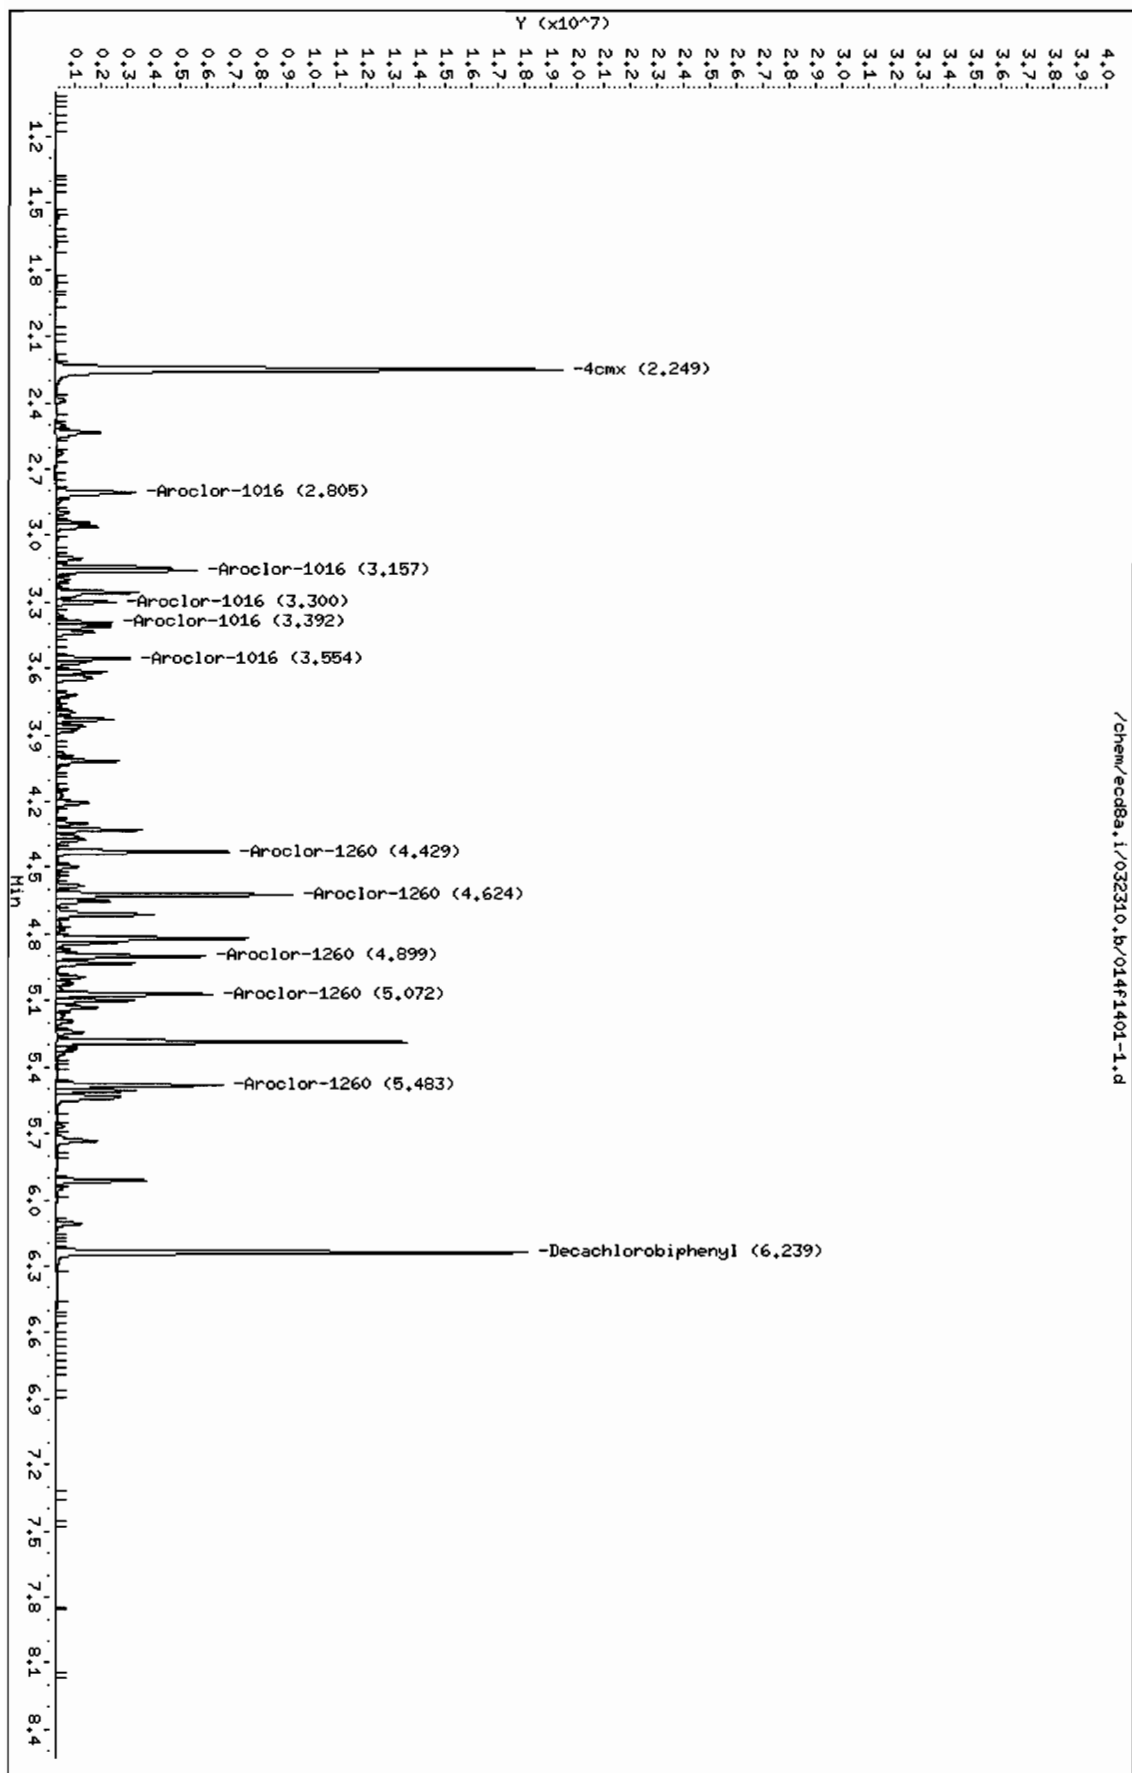 /chem/ecd8a.i/032310.b/014f1401-1.d
Y (x10^7)
4.0
3.9
3.8
3.7
3.6
3.5
3.4
3.3
3.2
3.1
3.0
2.9
2.8
2.7
2.6
2.5
2.4
2.3
2.2
2.1
2.0
1.9
1.8
1.7
1.6
1.5
1.4
1.3
1.2
1.1
1.0
0.9
0.8
0.7
0.6
0.5
0.4
0.3
0.2
0.1
-4cmx (2.249)
-Aroclor-1016 (2.805)
-Aroclor-1016 (3.157)
-Aroclor-1016 (3.300)
-Aroclor-1016 (3.392)
-Aroclor-1016 (3.554)
-Aroclor-1260 (4.429)
-Aroclor-1260 (4.624)
-Aroclor-1260 (4.899)
-Aroclor-1260 (5.072)
-Aroclor-1260 (5.483)
-Decachlorobiphenyl (6.239)
1.2 1.5 1.8 2.1 2.4 2.7 3.0 3.3 3.6 3.9 4.2 4.5 4.8 5.1 5.4 5.7 6.0 6.3 6.6 6.9 7.2 7.5 7.8 8.1 8.4
Min